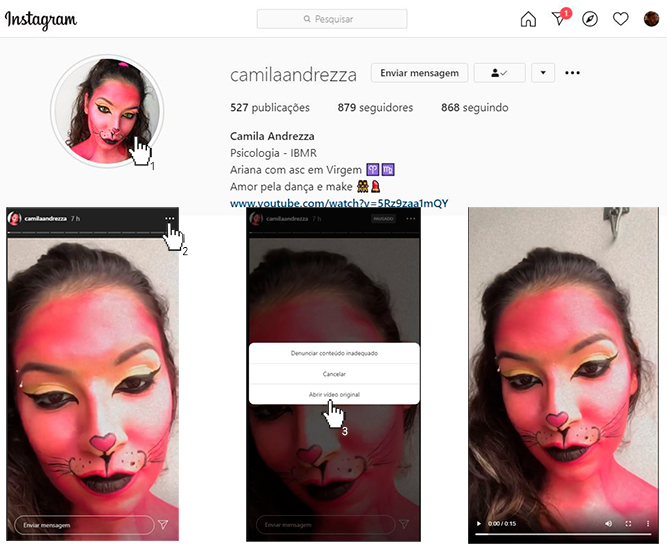 Instagram
Pesquisar
1
camilaandrezza
Enviar mensagem
527 publicações 879 seguidores 868 seguindo
Camila Andrezza
Psicologia - IBMR
Ariana com asc em Virgem ♈ ♍
Amor pela dança e make 👯💄
www.youtube.com/watch?v=5Rz9zaa1mQY
1
camilaandrezza 7 h
2
Enviar mensagem
camilaandrezza 7 h PAUSADO
Denunciar conteúdo inadequado
Cancelar
Abrir vídeo original
3
Enviar mensagem
0:00 / 0:15